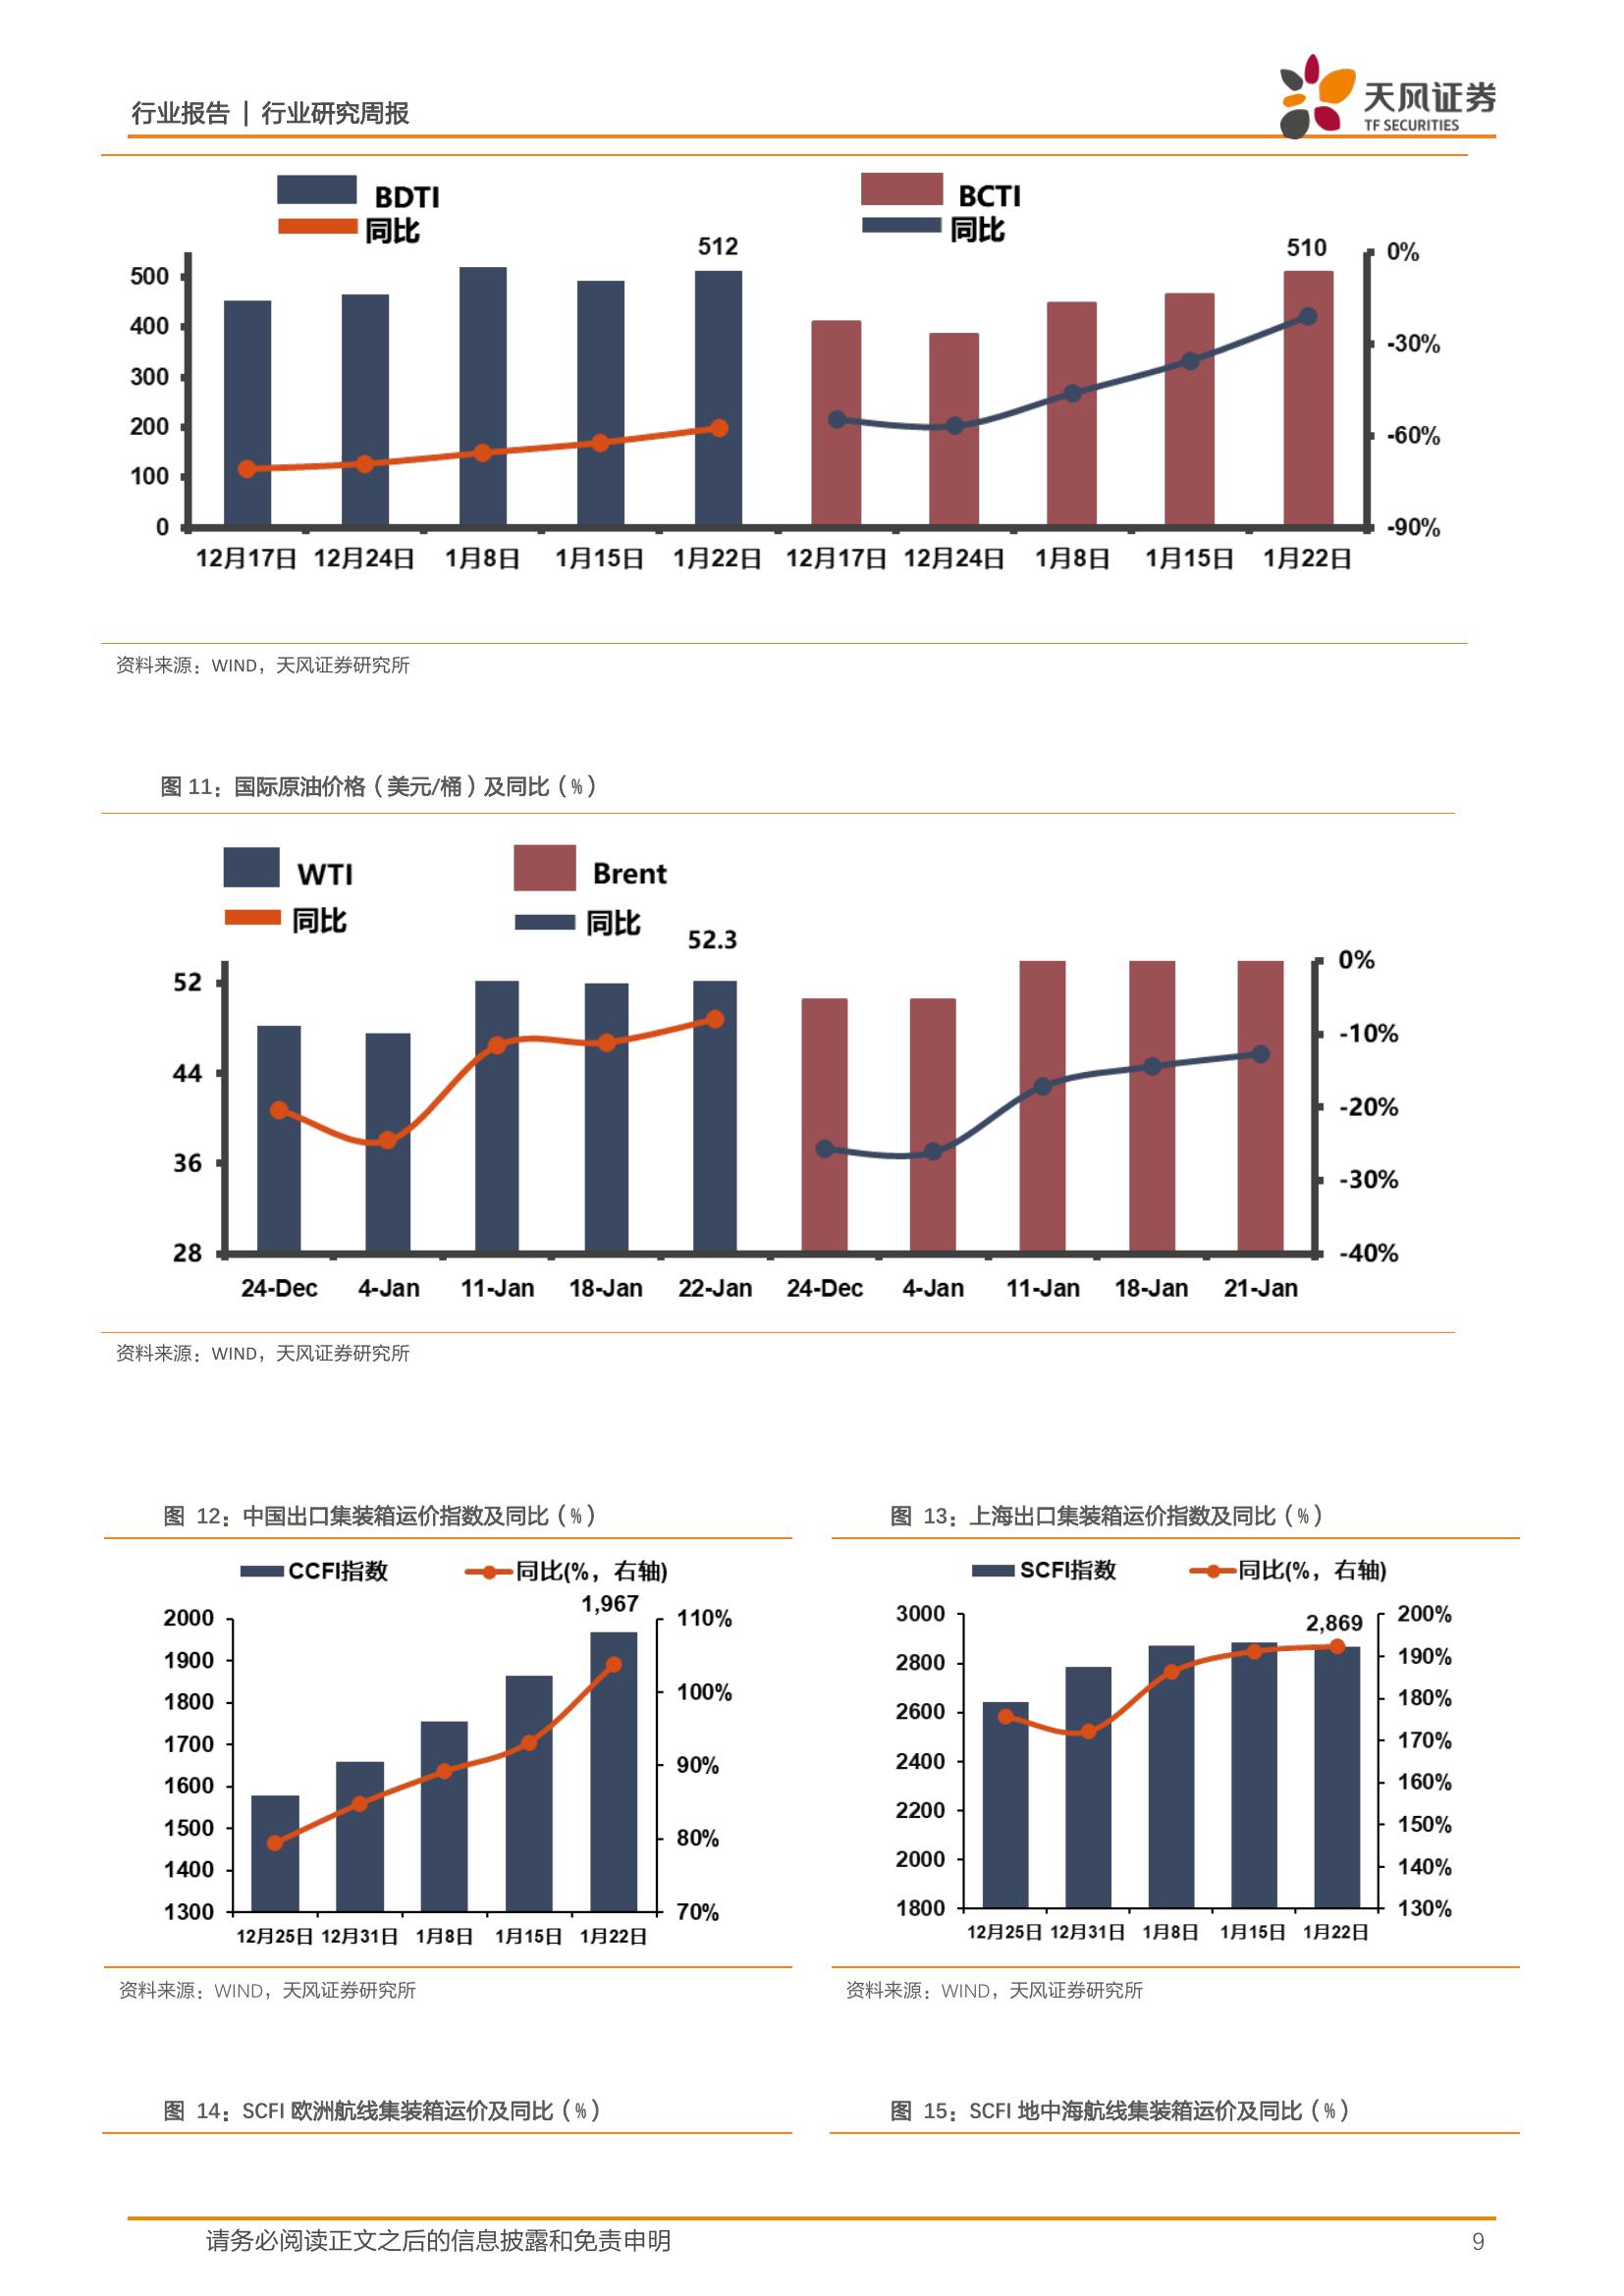 行业报告 | 行业研究周报
天风证券
TF SECURITIES
BDTI
同比
BCTI
同比
512
510
500
400
300
200
100
0
0%
-30%
-60%
-90%
12月17日 12月24日 1月8日 1月15日 1月22日 12月17日 12月24日 1月8日 1月15日 1月22日
资料来源：WIND，天风证券研究所
图 11：国际原油价格（美元/桶）及同比（%）
WTI
同比
Brent
同比
52.3
52
44
36
28
0%
-10%
-20%
-30%
-40%
24-Dec 4-Jan 11-Jan 18-Jan 22-Jan 24-Dec 4-Jan 11-Jan 18-Jan 21-Jan
资料来源：WIND，天风证券研究所
图 12：中国出口集装箱运价指数及同比（%）
CCFI指数 同比(%，右轴)
1,967
2000
1900
1800
1700
1600
1500
1400
1300
110%
100%
90%
80%
70%
12月25日 12月31日 1月8日 1月15日 1月22日
资料来源：WIND，天风证券研究所
图 13：上海出口集装箱运价指数及同比（%）
SCFI指数 同比(%，右轴)
2,869
3000
2800
2600
2400
2200
2000
1800
200%
190%
180%
170%
160%
150%
140%
130%
12月25日 12月31日 1月8日 1月15日 1月22日
资料来源：WIND，天风证券研究所
图 14：SCFI 欧洲航线集装箱运价及同比（%）
图 15：SCFI 地中海航线集装箱运价及同比（%）
请务必阅读正文之后的信息披露和免责申明
9